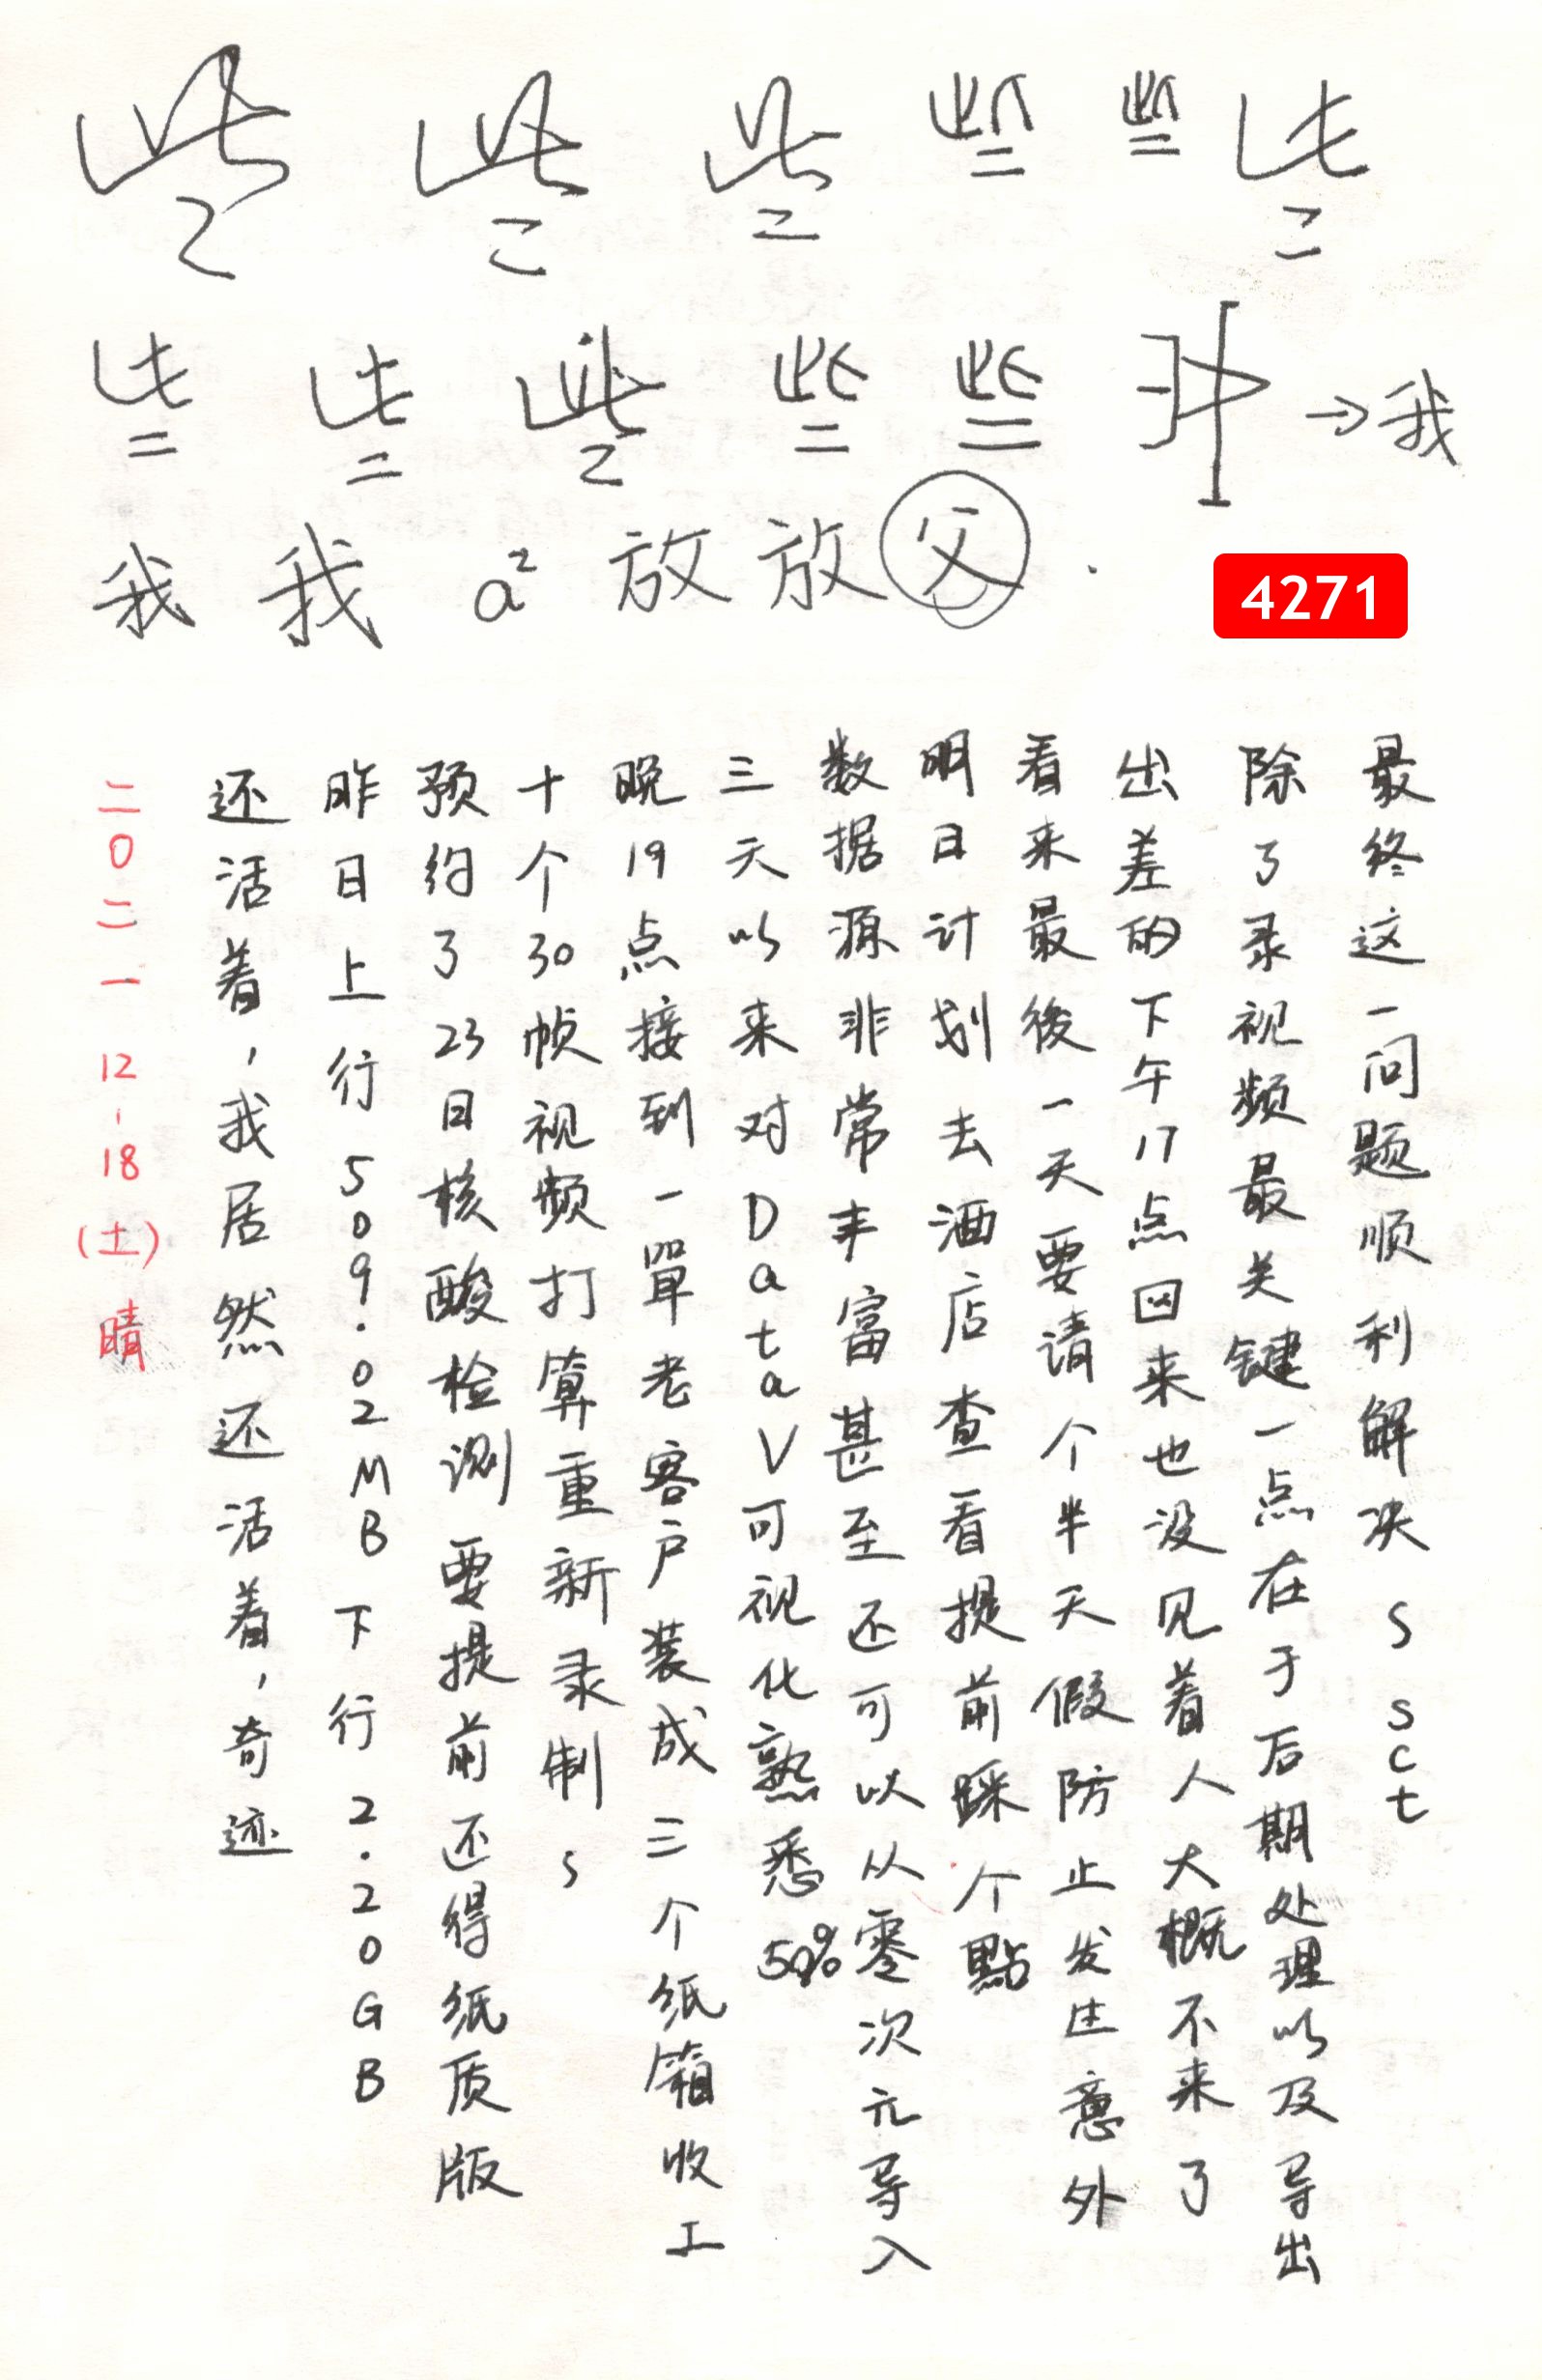 些 些 些 些 些 些
些 些 些 些 些 → 我
我 我 a² 放 放 父 .
4271
最终这一问题顺利解决 S sct
除了录视频最关键一点在于后期处理以及导出
出差的下午17点回来也没见着人大概不来了
看来最後一天要请个半天假防止发生意外
明日计划去酒店查看提前踩个點
数据源非常丰富甚至还可以从零次元导入
三天以来对DataV可视化熟悉50%
晚19点接到一單老客户装成三个纸箱收工
十个30帧视频打算重新录制 s
预约了23日核酸检测要提前还得纸质版
昨日上行509.02MB下行2.20GB
还活着，我居然还活着，奇迹
二0二一 12-18 (土) 晴